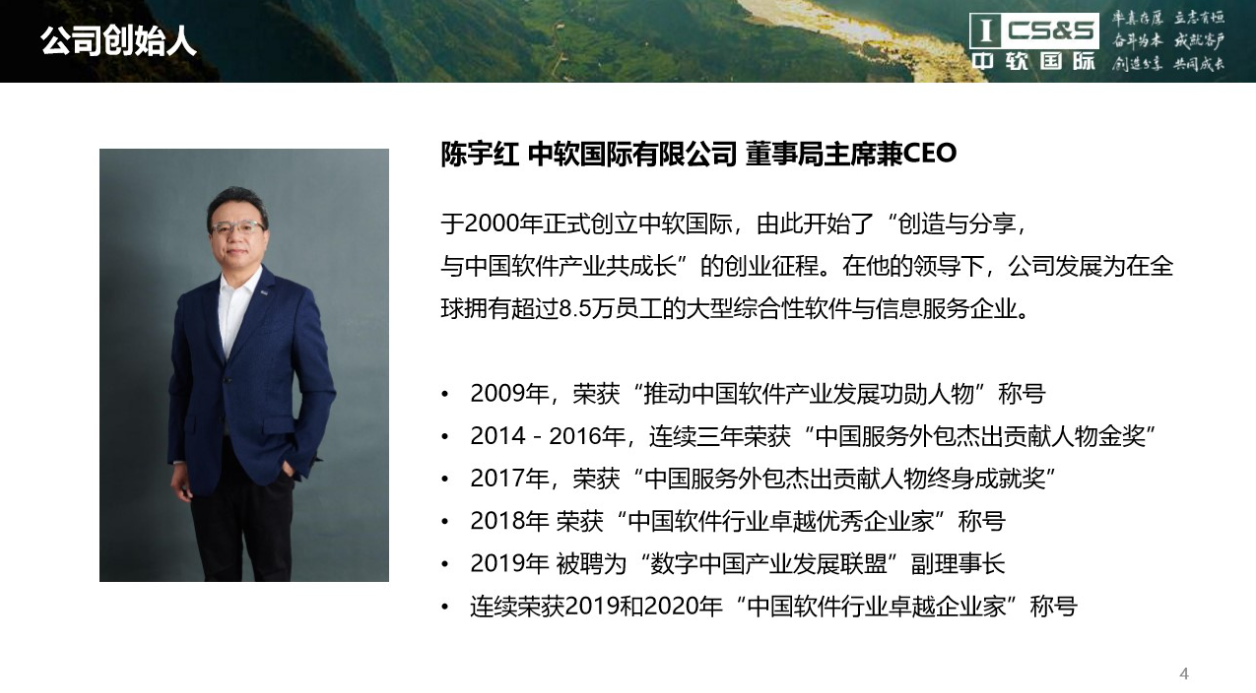 公司创始人
I CS&S
中软国际
率真存厚 立志有恒
奋斗为本 成就客户
创造分享 共同成长
陈宇红 中软国际有限公司 董事局主席兼CEO
于2000年正式创立中软国际，由此开始了“创造与分享，
与中国软件产业共成长”的创业征程。在他的领导下，公司发展为在全
球拥有超过8.5万员工的大型综合性软件与信息服务企业。
• 2009年，荣获“推动中国软件产业发展功勋人物”称号
• 2014 - 2016年，连续三年荣获“中国服务外包杰出贡献人物金奖”
• 2017年，荣获“中国服务外包杰出贡献人物终身成就奖”
• 2018年 荣获“中国软件行业卓越优秀企业家”称号
• 2019年 被聘为“数字中国产业发展联盟”副理事长
• 连续荣获2019和2020年“中国软件行业卓越企业家”称号
4